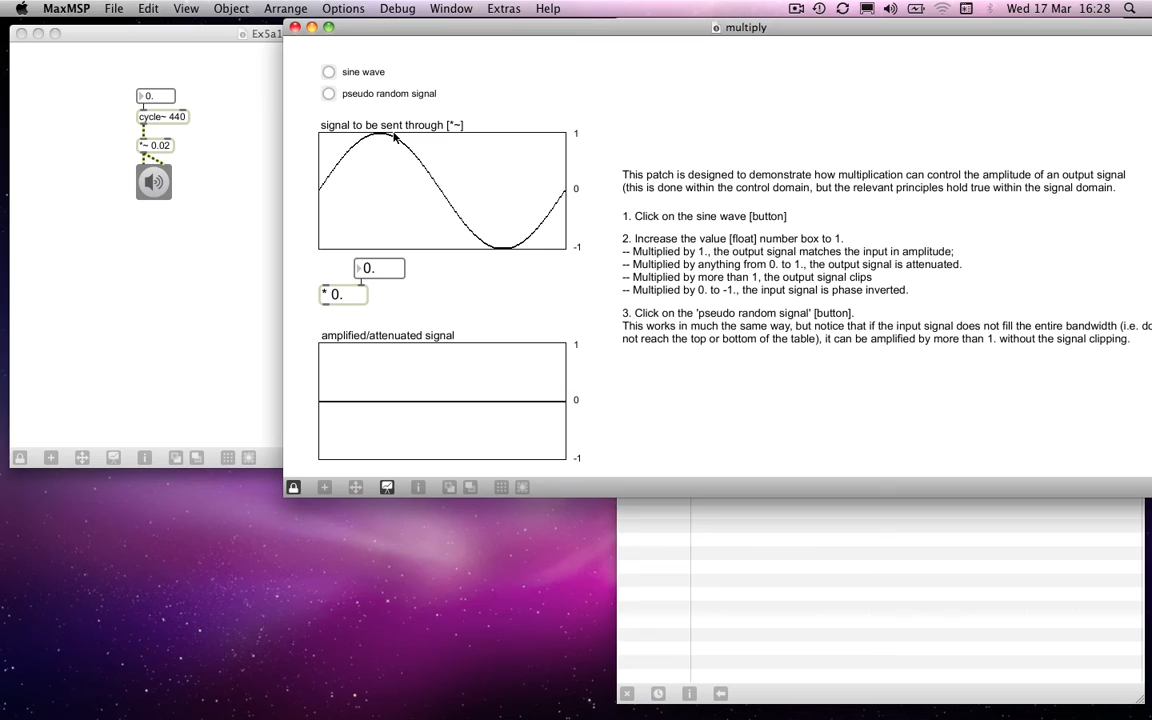 MaxMSP File Edit View Object Arrange Options Debug Window Extras Help Wed 17 Mar 16:28
Ex5a1
0.
cycle~ 440
*~ 0.02
multiply
sine wave
pseudo random signal
signal to be sent through [*~]
1
0
-1
0.
* 0.
amplified/attenuated signal
1
0
-1
This patch is designed to demonstrate how multiplication can control the amplitude of an output signal
(this is done within the control domain, but the relevant principles hold true within the signal domain.
1. Click on the sine wave [button]
2. Increase the value [float] number box to 1.
-- Multiplied by 1., the output signal matches the input in amplitude;
-- Multiplied by anything from 0. to 1., the output signal is attenuated.
-- Multiplied by more than 1, the output signal clips
-- Multiplied by 0. to -1., the input signal is phase inverted.
3. Click on the 'pseudo random signal' [button].
This works in much the same way, but notice that if the input signal does not fill the entire bandwidth (i.e. do
not reach the top or bottom of the table), it can be amplified by more than 1. without the signal clipping.